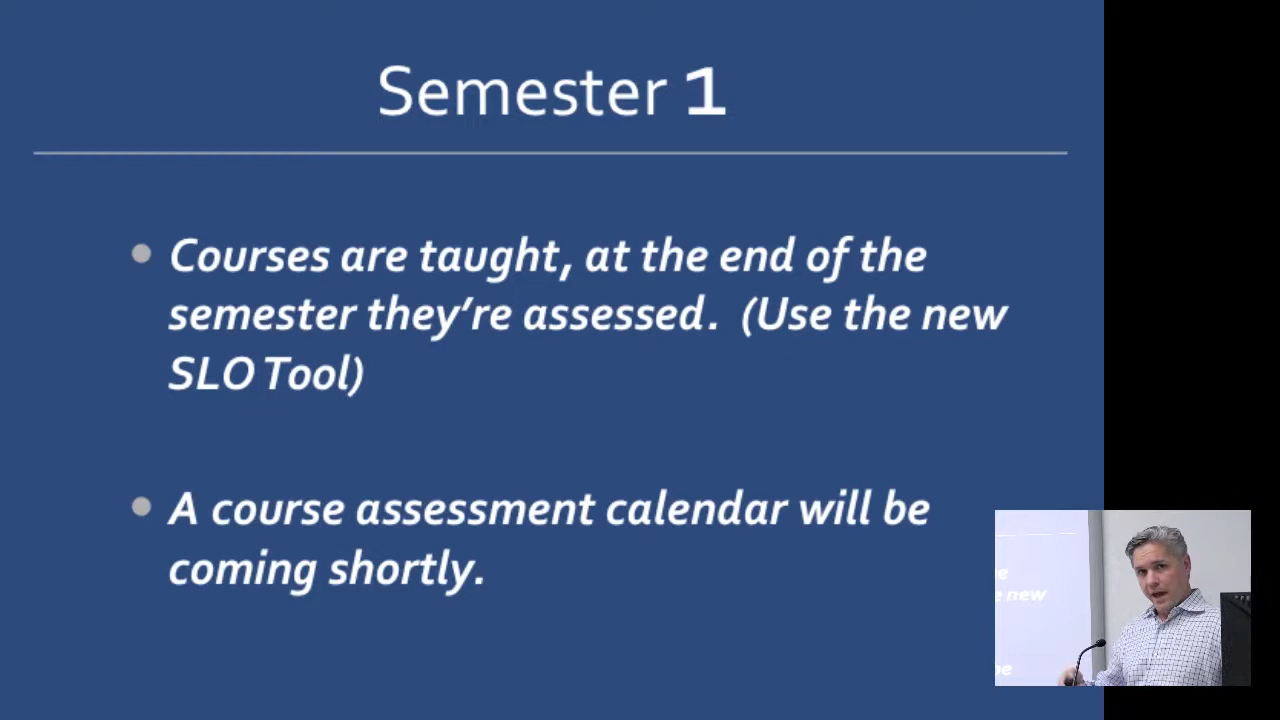 Semester 1
Courses are taught, at the end of the
semester they’re assessed.  (Use the new
SLO Tool)
A course assessment calendar will be
coming shortly.
new